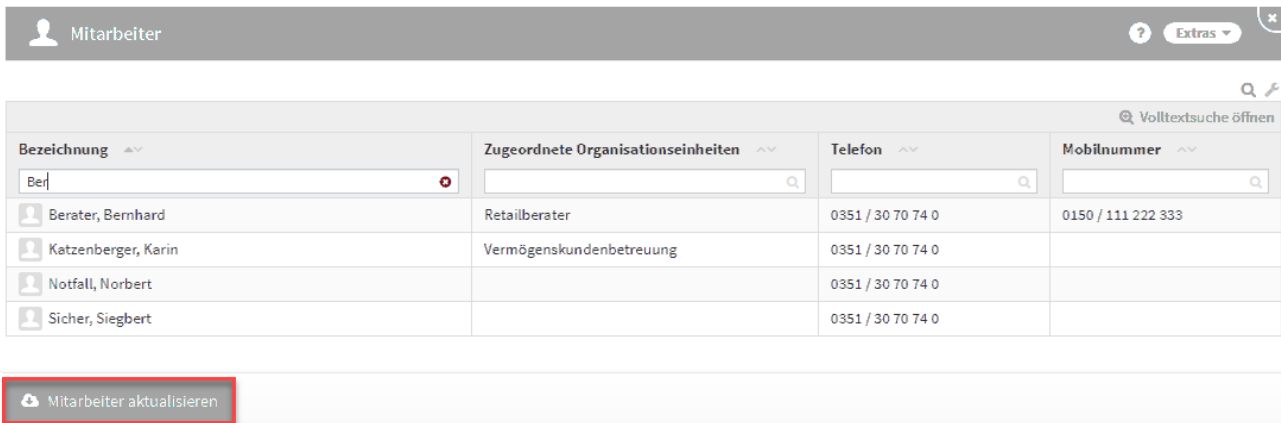 Mitarbeiter
? Extras
Volltextsuche öffnen
Bezeichnung Zugeordnete Organisationseinheiten Telefon Mobilnummer
Ber
Berater, Bernhard Retailberater 0351 / 30 70 74 0 0150 / 111 222 333
Katzenberger, Karin Vermögenskundenbetreuung 0351 / 30 70 74 0
Notfall, Norbert 0351 / 30 70 74 0
Sicher, Siegbert 0351 / 30 70 74 0
Mitarbeiter aktualisieren